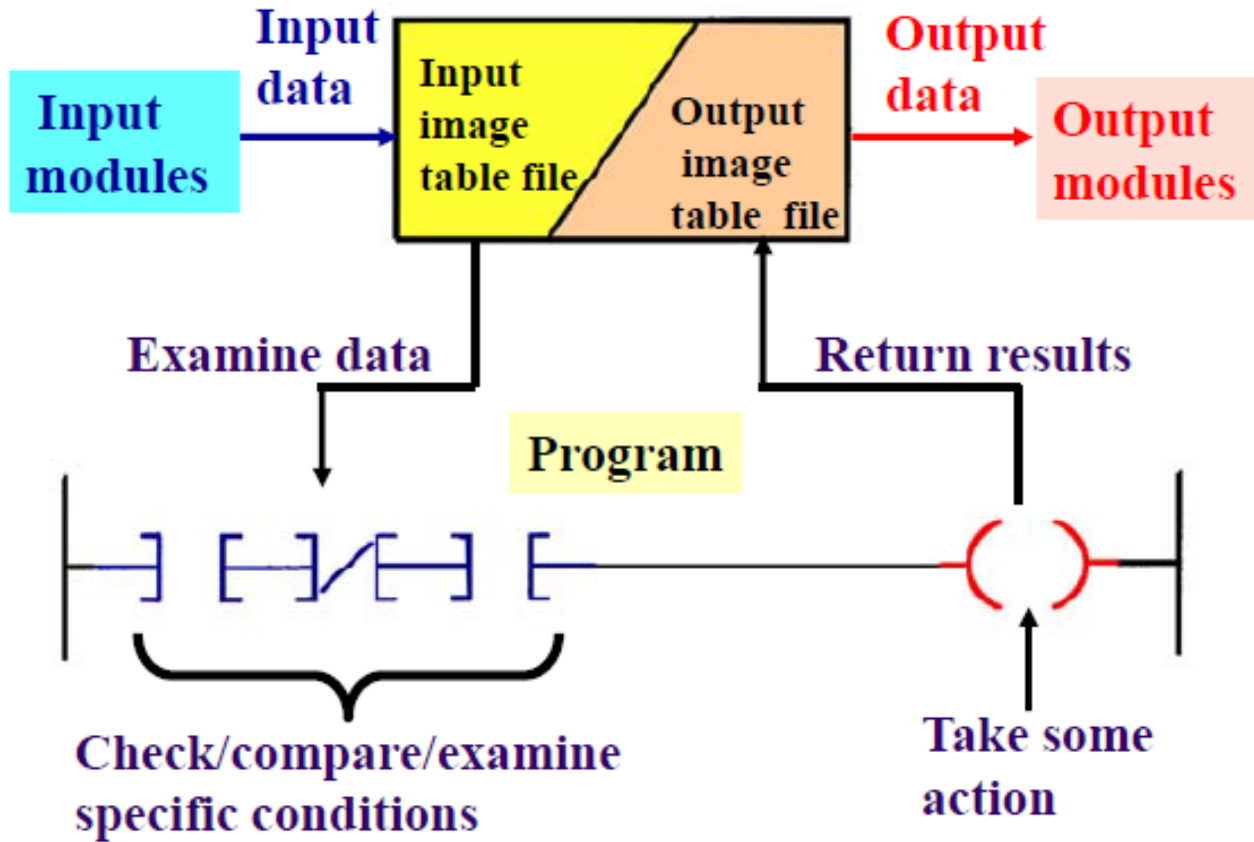 Input
data
Input
modules
Input
image
table file
Output
image
table file
Output
data
Output
modules
Examine data
Return results
Program
Check/compare/examine
specific conditions
Take some
action